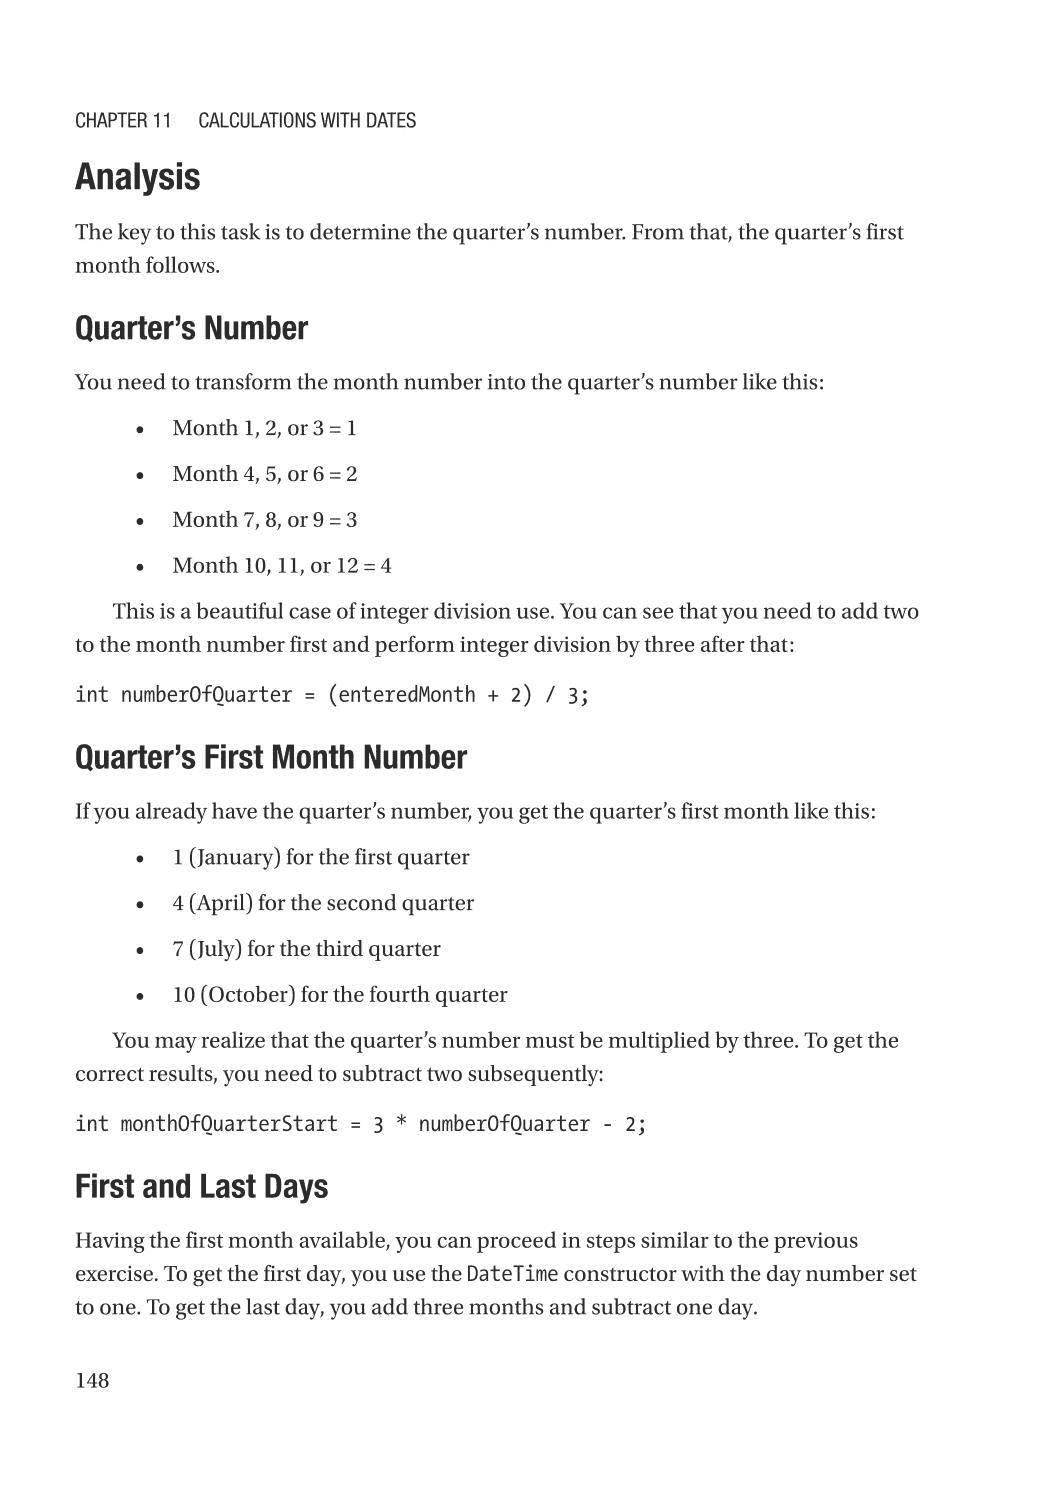 CHAPTER 11 CALCULATIONS WITH DATES
Analysis
The key to this task is to determine the quarter’s number. From that, the quarter’s first
month follows.
Quarter’s Number
You need to transform the month number into the quarter’s number like this:
• Month 1, 2, or 3 = 1
• Month 4, 5, or 6 = 2
• Month 7, 8, or 9 = 3
• Month 10, 11, or 12 = 4
This is a beautiful case of integer division use. You can see that you need to add two
to the month number first and perform integer division by three after that:
int numberOfQuarter = (enteredMonth + 2) / 3;
Quarter’s First Month Number
If you already have the quarter’s number, you get the quarter’s first month like this:
• 1 (January) for the first quarter
• 4 (April) for the second quarter
• 7 (July) for the third quarter
• 10 (October) for the fourth quarter
You may realize that the quarter’s number must be multiplied by three. To get the
correct results, you need to subtract two subsequently:
int monthOfQuarterStart = 3 * numberOfQuarter - 2;
First and Last Days
Having the first month available, you can proceed in steps similar to the previous
exercise. To get the first day, you use the DateTime constructor with the day number set
to one. To get the last day, you add three months and subtract one day.
148